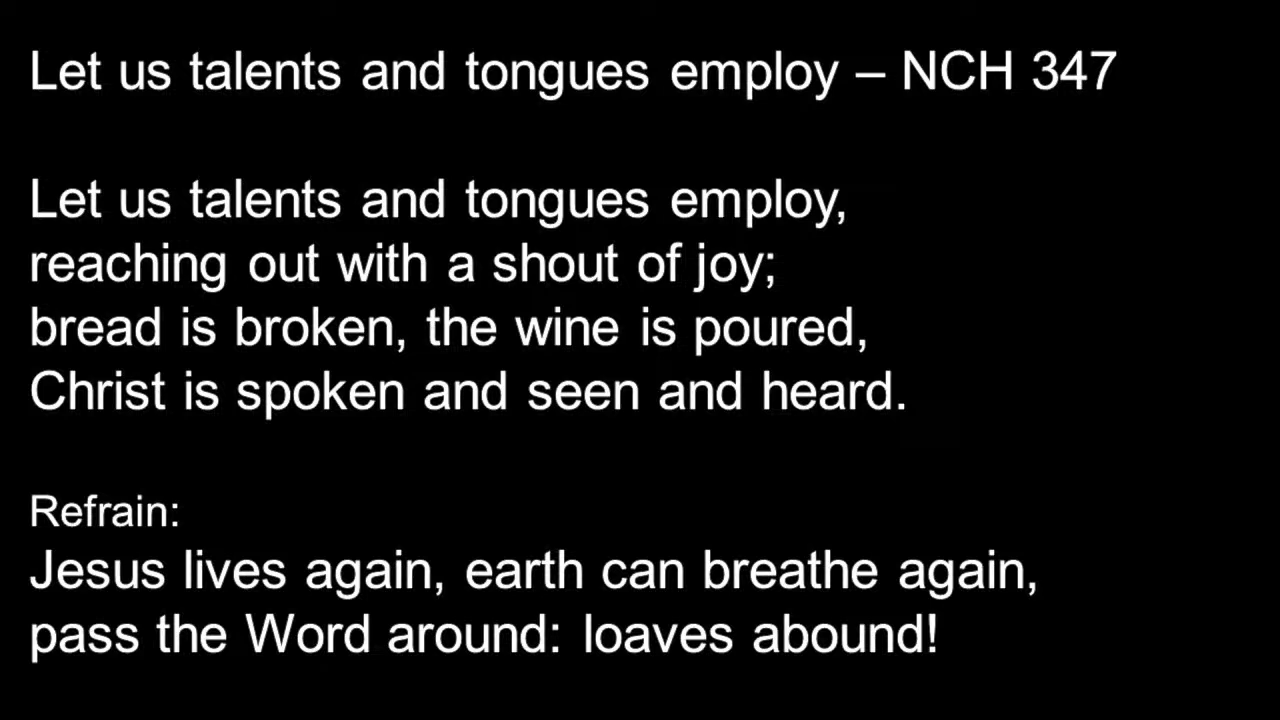 Let us talents and tongues employ – NCH 347
Let us talents and tongues employ,
reaching out with a shout of joy;
bread is broken, the wine is poured,
Christ is spoken and seen and heard.
Refrain:
Jesus lives again, earth can breathe again,
pass the Word around: loaves abound!